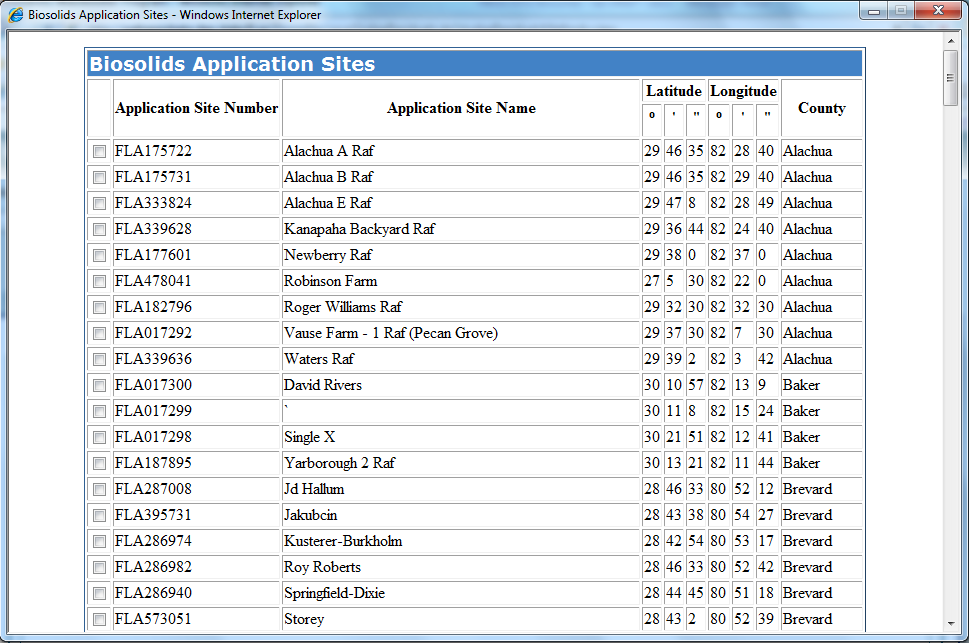 Biosolids Application Sites - Windows Internet Explorer
Biosolids Application Sites
Application Site Number Application Site Name Latitude Longitude County
o ' " o ' "
FLA175722 Alachua A Raf 29 46 35 82 28 40 Alachua
FLA175731 Alachua B Raf 29 46 35 82 29 40 Alachua
FLA333824 Alachua E Raf 29 47 8 82 28 49 Alachua
FLA339628 Kanapaha Backyard Raf 29 36 44 82 24 40 Alachua
FLA177601 Newberry Raf 29 38 0 82 37 0 Alachua
FLA478041 Robinson Farm 27 5 30 82 22 0 Alachua
FLA182796 Roger Williams Raf 29 32 30 82 32 30 Alachua
FLA017292 Vause Farm - 1 Raf (Pecan Grove) 29 37 30 82 7 30 Alachua
FLA339636 Waters Raf 29 39 2 82 3 42 Alachua
FLA017300 David Rivers 30 10 57 82 13 9 Baker
FLA017299 ` 30 11 8 82 15 24 Baker
FLA017298 Single X 30 21 51 82 12 41 Baker
FLA187895 Yarborough 2 Raf 30 13 21 82 11 44 Baker
FLA287008 Jd Hallum 28 46 33 80 52 12 Brevard
FLA395731 Jakubcin 28 43 38 80 54 27 Brevard
FLA286974 Kusterer-Burkholm 28 42 54 80 53 17 Brevard
FLA286982 Roy Roberts 28 46 33 80 52 42 Brevard
FLA286940 Springfield-Dixie 28 44 45 80 51 18 Brevard
FLA573051 Storey 28 43 2 80 52 39 Brevard